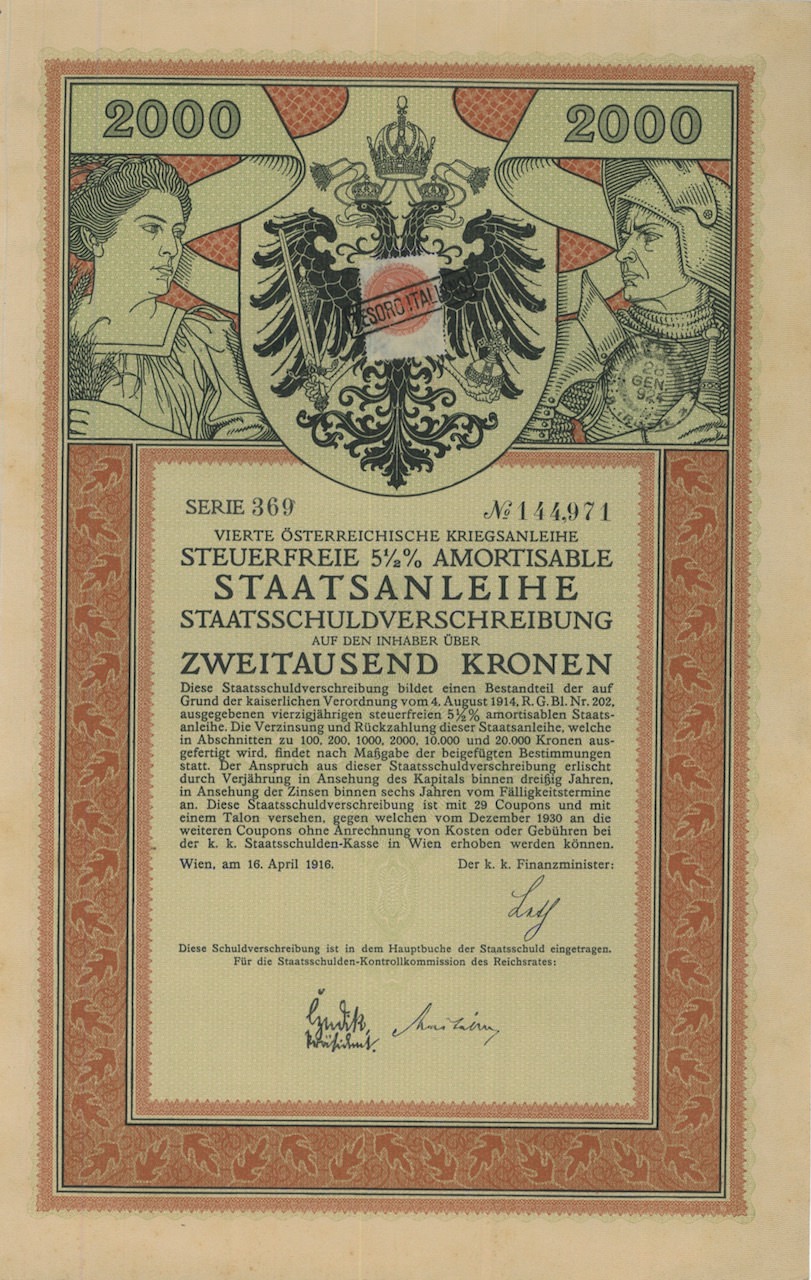 2000
2000
TESORO ITALI
28
GEN
924
SERIE 369
№ 144,971
VIERTE ÖSTERREICHISCHE KRIEGSANLEIHE
STEUERFREIE 5½% AMORTISABLE
STAATSANLEIHE
STAATSSCHULDVERSCHREIBUNG
AUF DEN INHABER ÜBER
ZWEITAUSEND KRONEN
Diese Staatsschuldverschreibung bildet einen Bestandteil der auf
Grund der kaiserlichen Verordnung vom 4. August 1914, R. G. Bl. Nr. 202,
ausgegebenen vierzigjährigen steuerfreien 5½% amortisablen Staats-
anleihe. Die Verzinsung und Rückzahlung dieser Staatsanleihe, welche
in Abschnitten zu 100, 200, 1000, 2000, 10.000 und 20.000 Kronen aus-
gefertigt wird, findet nach Maßgabe der beigefügten Bestimmungen
statt. Der Anspruch aus dieser Staatsschuldverschreibung erlischt
durch Verjährung in Ansehung des Kapitals binnen dreißig Jahren,
in Ansehung der Zinsen binnen sechs Jahren vom Fälligkeitstermine
an. Diese Staatsschuldverschreibung ist mit 29 Coupons und mit
einem Talon versehen, gegen welchen vom Dezember 1930 an die
weiteren Coupons ohne Anrechnung von Kosten oder Gebühren bei
der k. k. Staatsschulden-Kasse in Wien erhoben werden können.
Wien, am 16. April 1916. Der k. k. Finanzminister:
Diese Schuldverschreibung ist in dem Hauptbuche der Staatsschuld eingetragen.
Für die Staatsschulden-Kontrollkommission des Reichsrates:
Präsident.